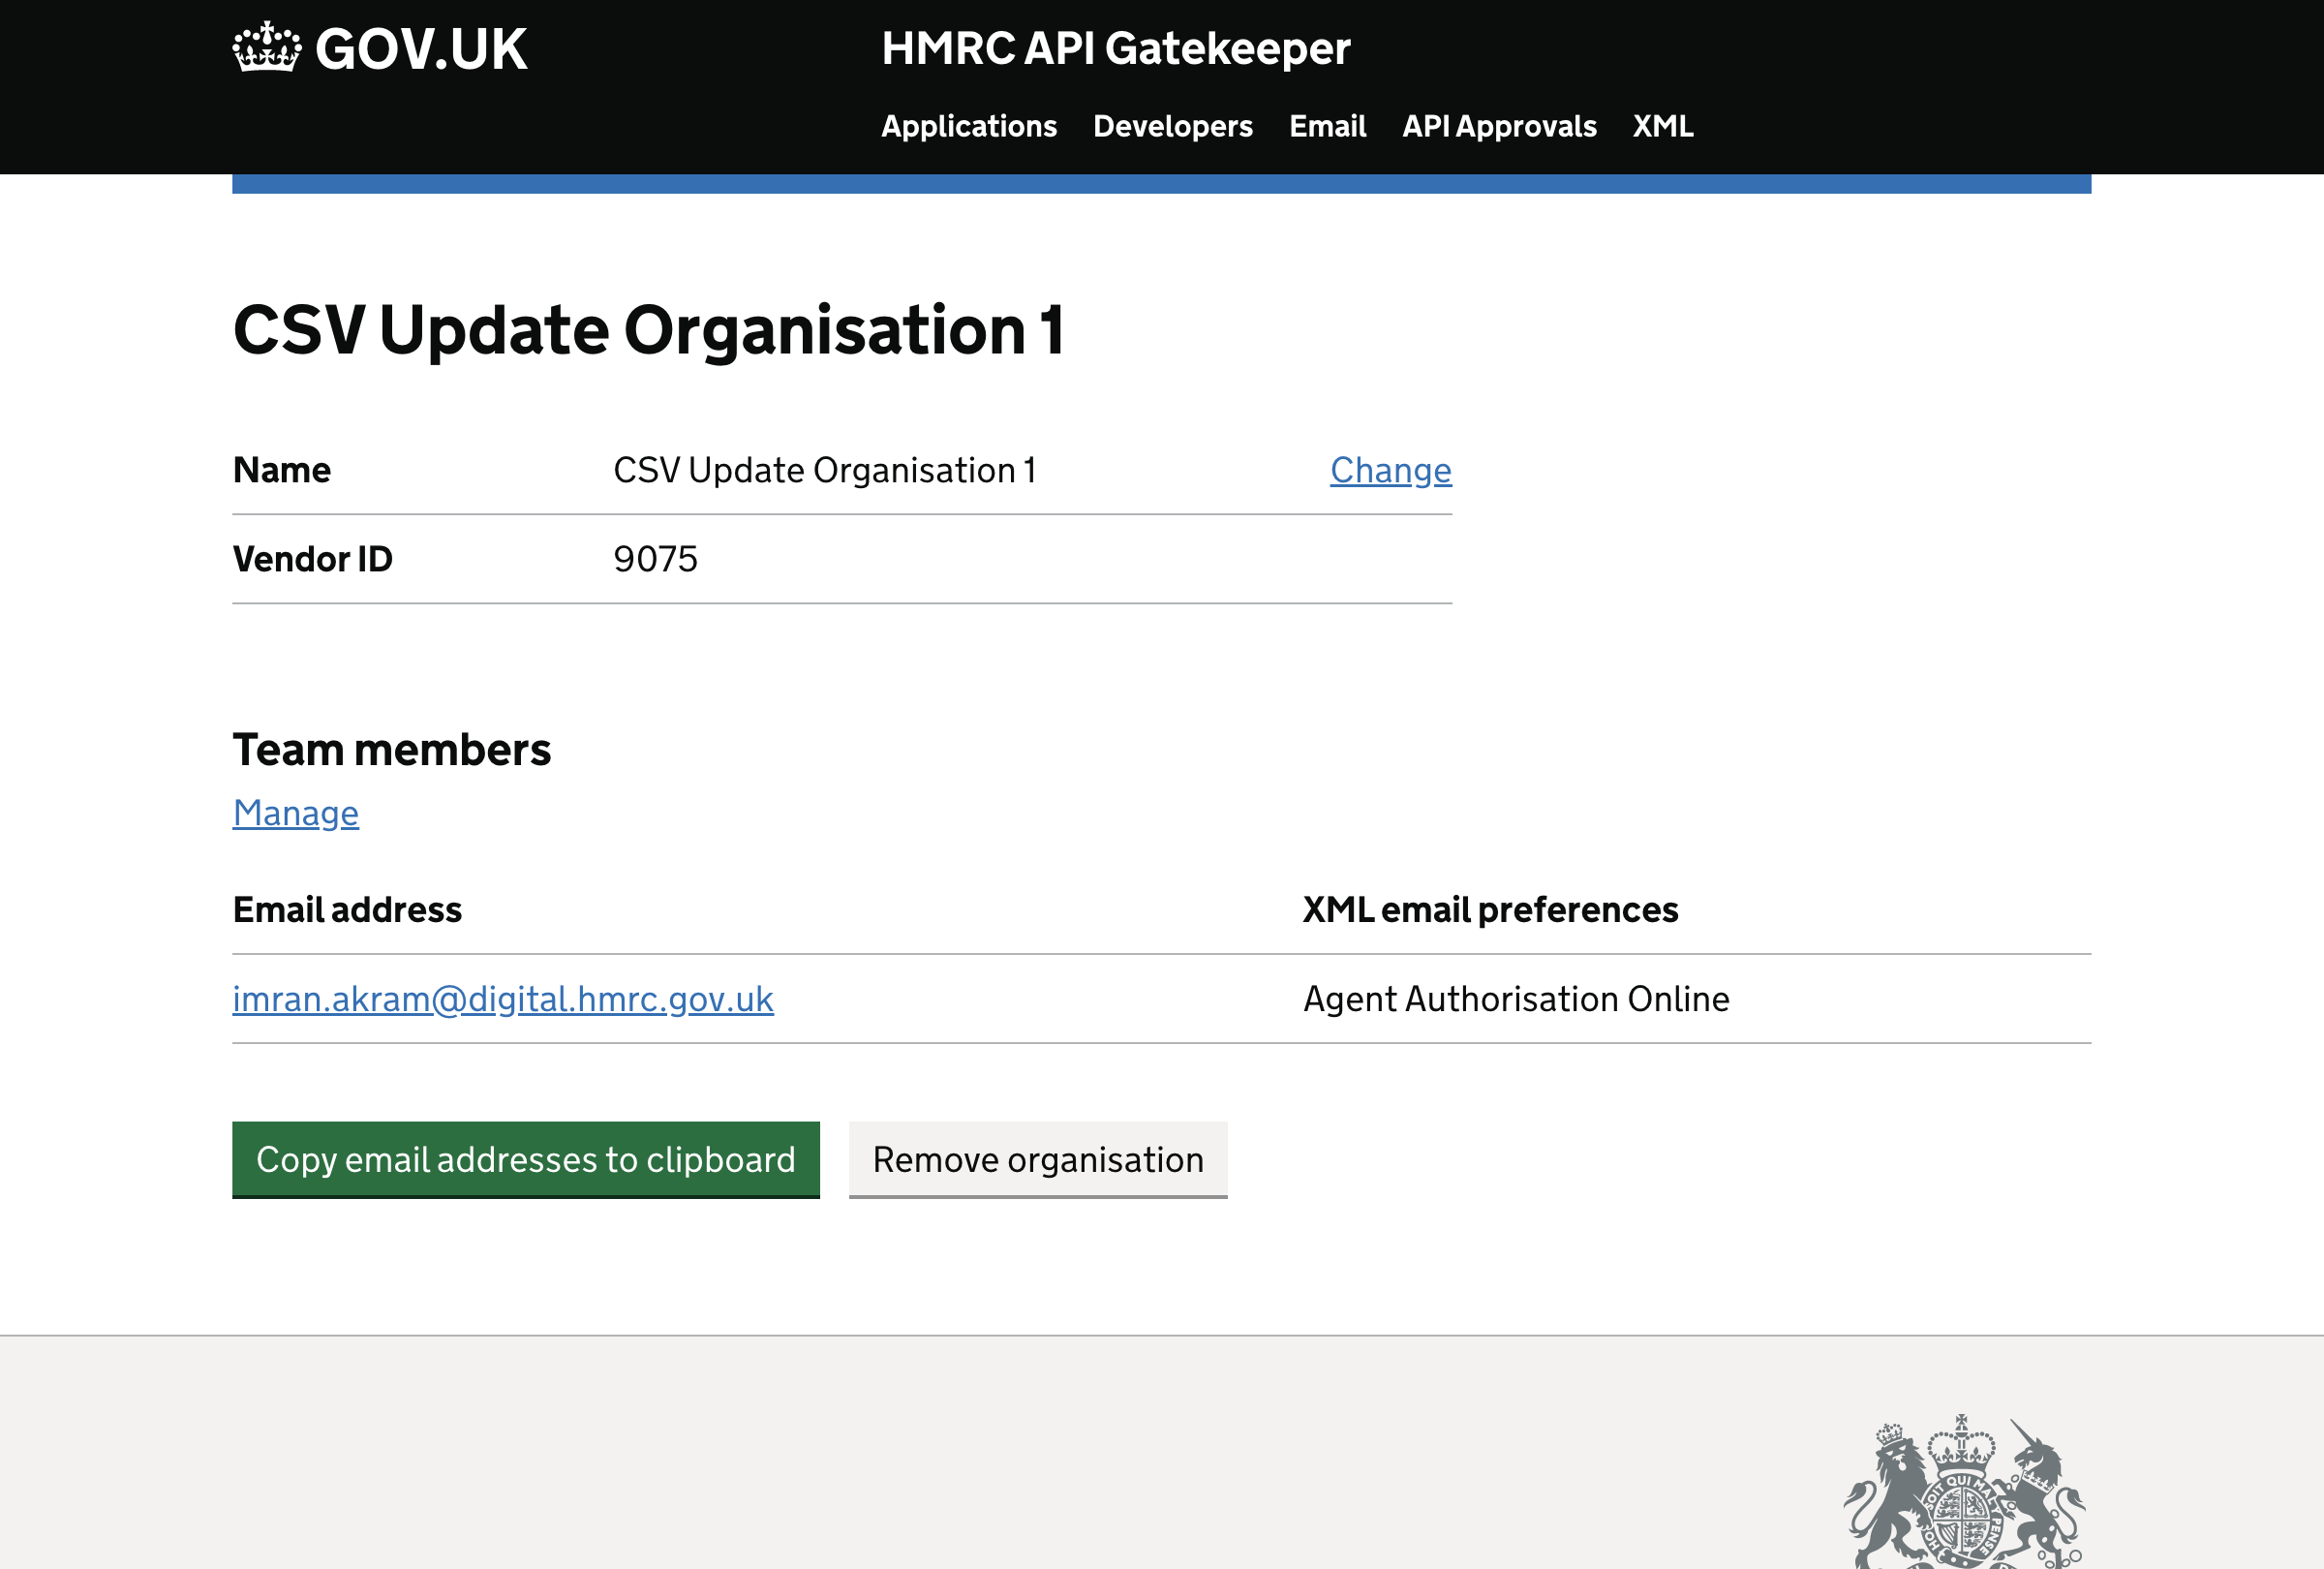 GOV.UK
HMRC API Gatekeeper
Applications Developers Email API Approvals XML
CSV Update Organisation 1
Name CSV Update Organisation 1 Change
Vendor ID 9075
Team members
Manage
Email address XML email preferences
imran.akram@digital.hmrc.gov.uk Agent Authorisation Online
Copy email addresses to clipboard Remove organisation